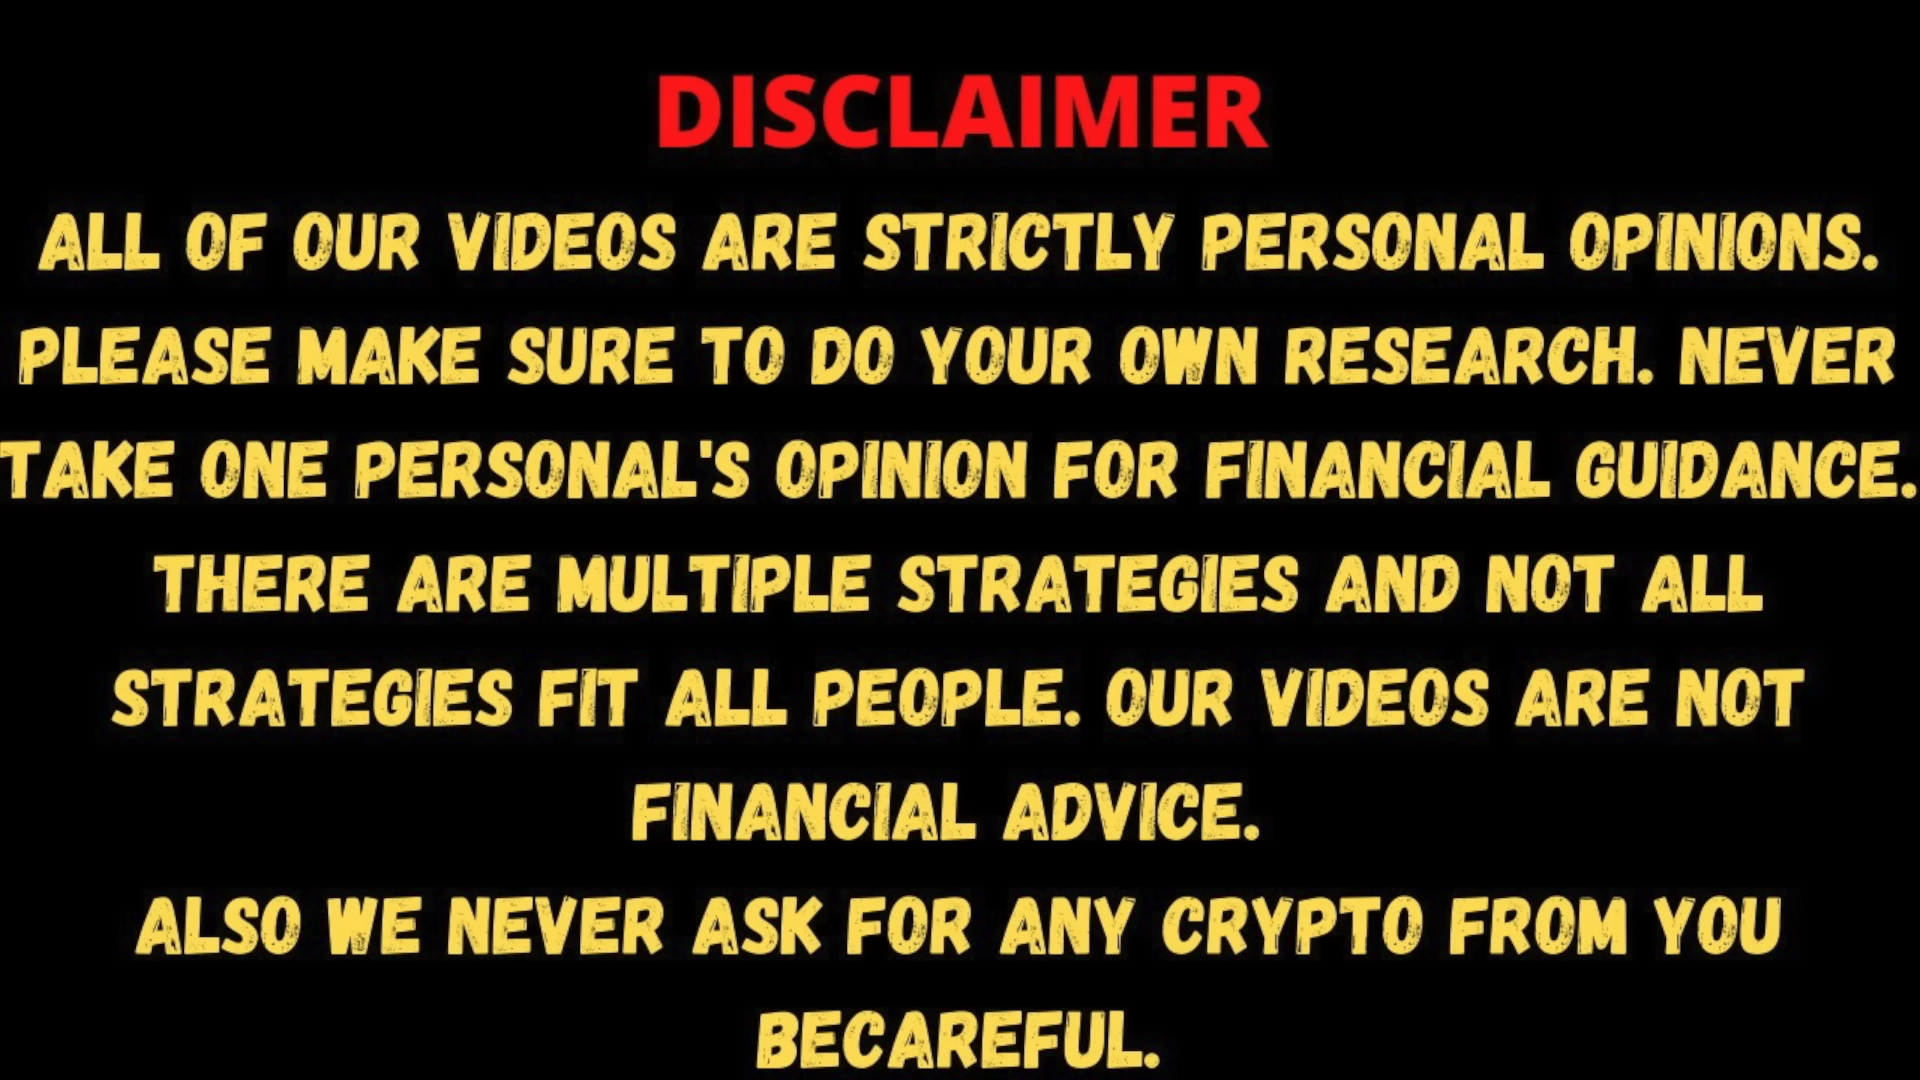 DISCLAIMER
ALL OF OUR VIDEOS ARE STRICTLY PERSONAL OPINIONS.
PLEASE MAKE SURE TO DO YOUR OWN RESEARCH. NEVER
TAKE ONE PERSONAL'S OPINION FOR FINANCIAL GUIDANCE.
THERE ARE MULTIPLE STRATEGIES AND NOT ALL
STRATEGIES FIT ALL PEOPLE. OUR VIDEOS ARE NOT
FINANCIAL ADVICE.
ALSO WE NEVER ASK FOR ANY CRYPTO FROM YOU
BECAREFUL.